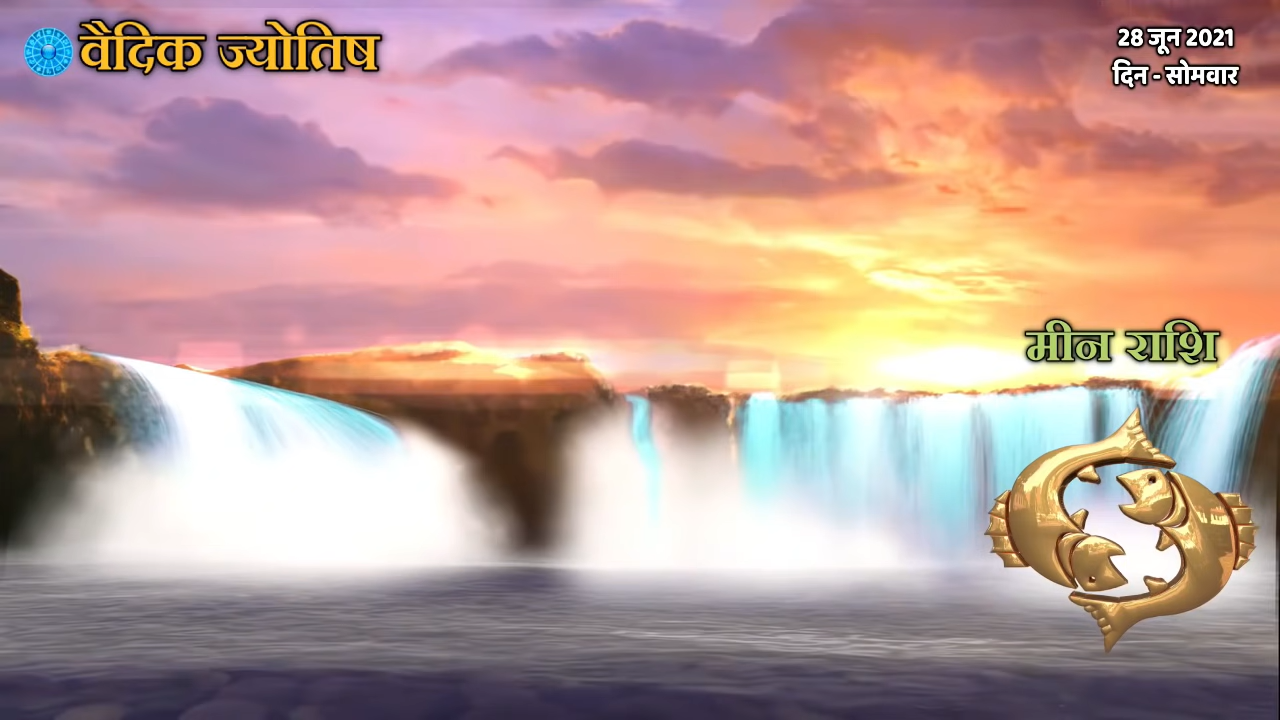 वैदिक ज्योतिष
28 जून 2021
दिन - सोमवार
मीन राशि